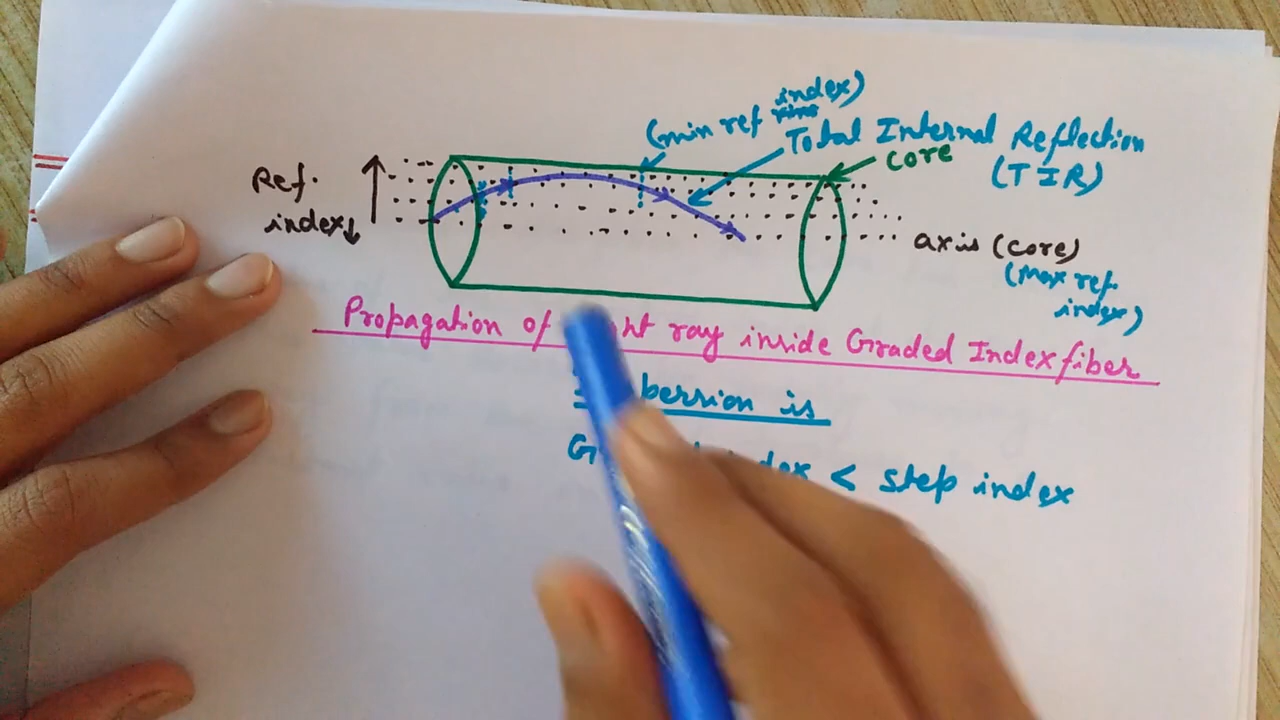 index)
(min ref
Total Internal Reflection
(TIR)
core
Ref.
index
axis (core)
(Max ref.
index)
Propagation of ray inside Graded Index fiber
is
< step index